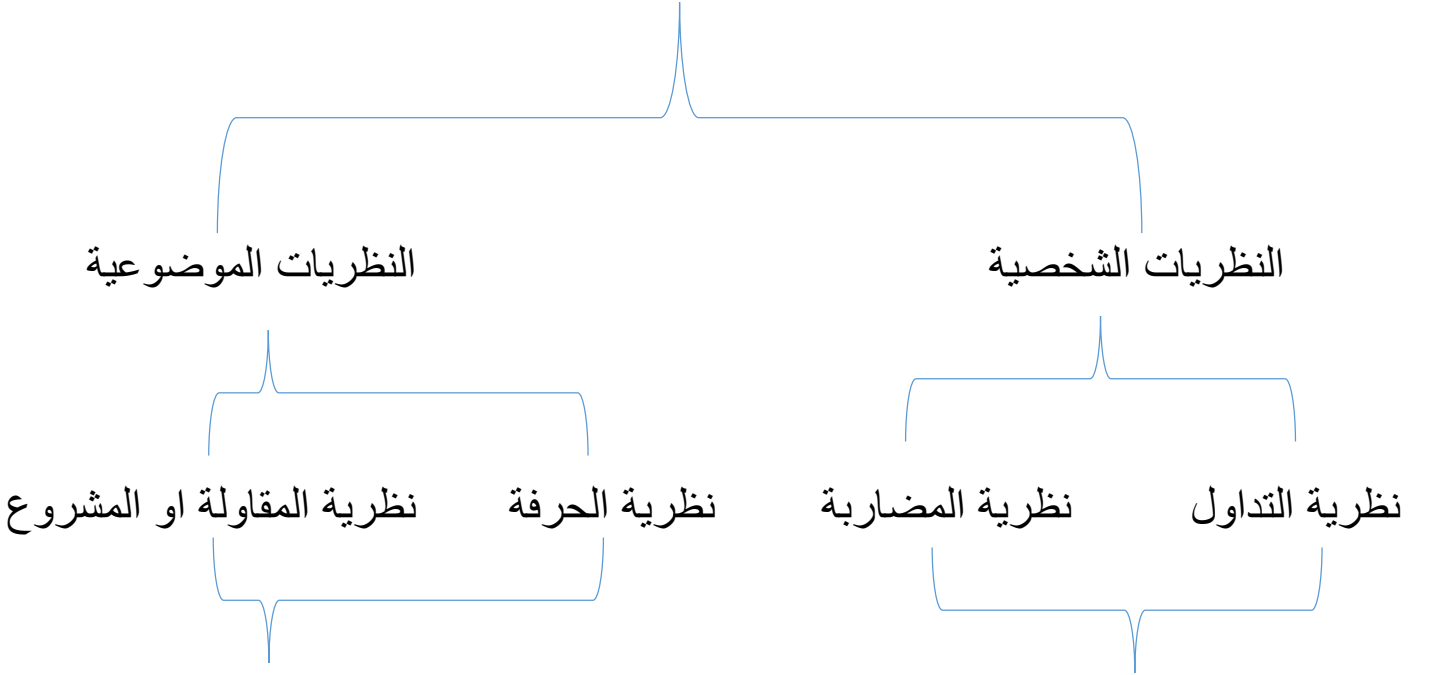 النظريات الشخصية
النظريات الموضوعية
نظرية التداول
نظرية المضاربة
نظرية الحرفة
نظرية المقاولة او المشروع